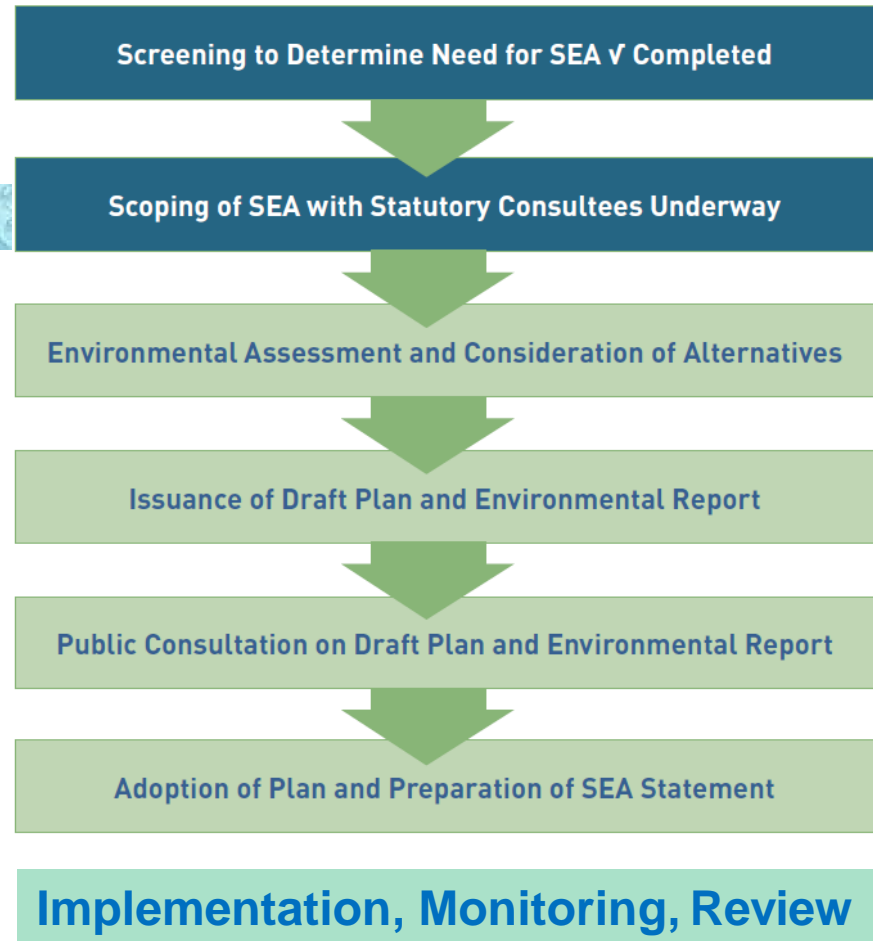 Screening to Determine Need for SEA √ Completed
Scoping of SEA with Statutory Consultees Underway
Environmental Assessment and Consideration of Alternatives
Issuance of Draft Plan and Environmental Report
Public Consultation on Draft Plan and Environmental Report
Adoption of Plan and Preparation of SEA Statement
Implementation, Monitoring, Review